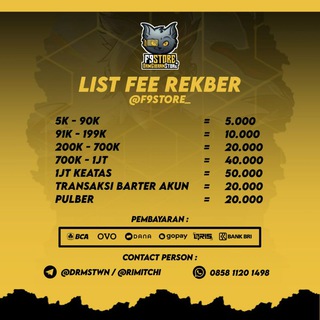 F9STORE
LIST FEE REKBER
@F9STORE_
5K - 90K = 5.000
91K - 199K = 10.000
200K - 700K = 20.000
700K - 1JT = 40.000
1JT KEATAS = 50.000
TRANSAKSI BARTER AKUN = 20.000
PULBER = 20.000
PEMBAYARAN :
BCA OVO DANA gopay QRIS BANK BRI
CONTACT PERSON :
@DRMSTWN / @RIMITCHI 0858 1120 1498